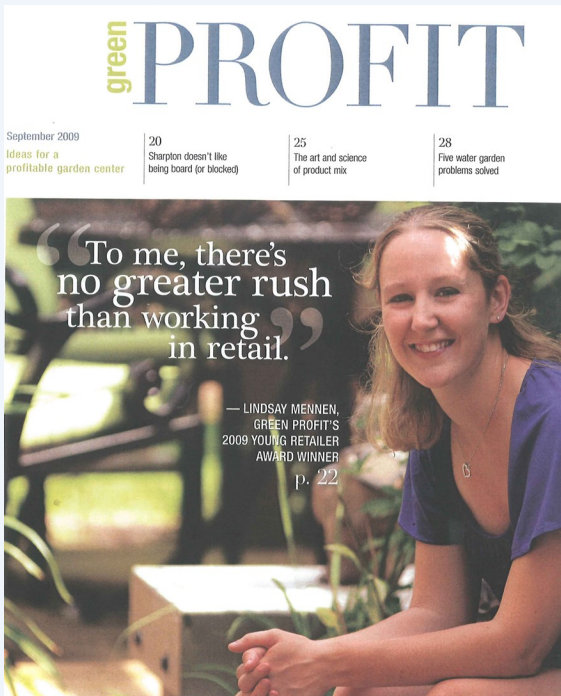 green
PROFIT
September 2009
Ideas for a
profitable garden center
20
Sharpton doesn't like
being board (or blocked)
25
The art and science
of product mix
28
Five water garden
problems solved
“To me, there's
no greater rush
than working
in retail.”
— LINDSAY MENNEN,
GREEN PROFIT'S
2009 YOUNG RETAILER
AWARD WINNER
p. 22